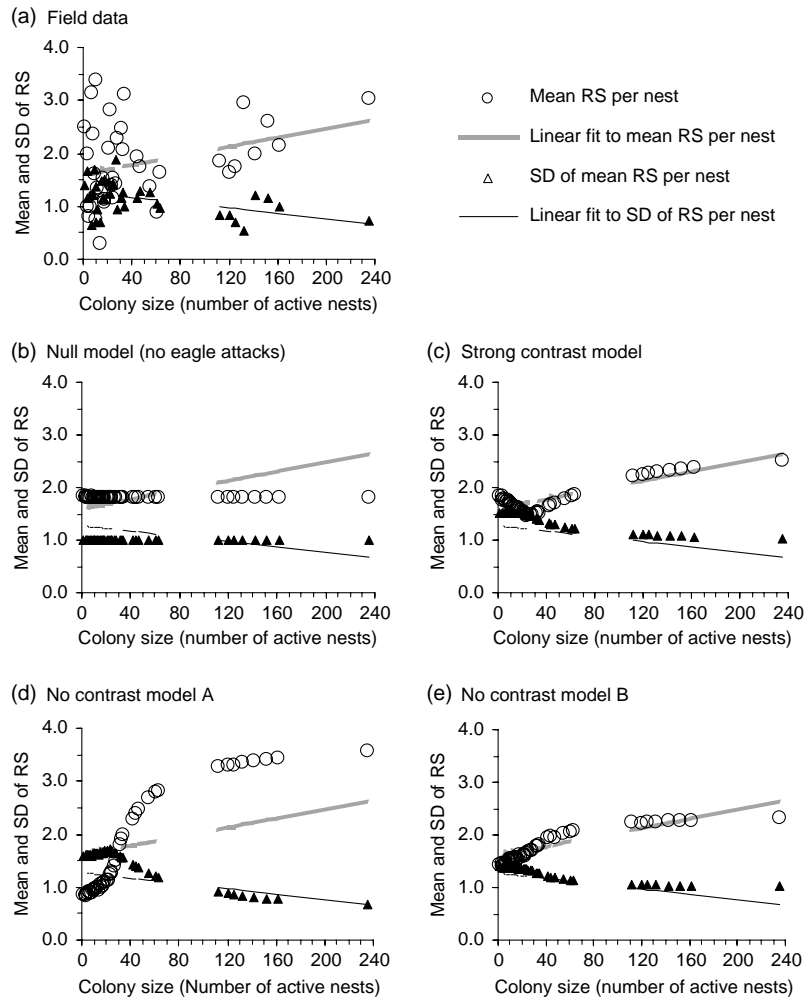 (a) Field data
4.0
3.0
2.0
1.0
0.0
Mean and SD of RS
0 40 80 120 160 200 240
Colony size (number of active nests)
Mean RS per nest
Linear fit to mean RS per nest
SD of mean RS per nest
Linear fit to SD of RS per nest
(b) Null model (no eagle attacks)
4.0
3.0
2.0
1.0
0.0
Mean and SD of RS
0 40 80 120 160 200 240
Colony size (number of active nests)
(c) Strong contrast model
4.0
3.0
2.0
1.0
0.0
Mean and SD of RS
0 40 80 120 160 200 240
Colony size (number of active nests)
(d) No contrast model A
4.0
3.0
2.0
1.0
0.0
Mean and SD of RS
0 40 80 120 160 200 240
Colony size (Number of active nests)
(e) No contrast model B
4.0
3.0
2.0
1.0
0.0
Mean and SD of RS
0 40 80 120 160 200 240
Colony size (number of active nests)